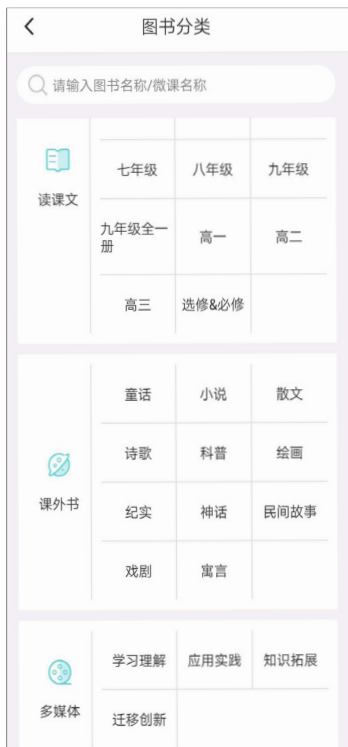 图书分类
请输入图书名称/微课名称
读课文
七年级 八年级 九年级
九年级全一册 高一 高二
高三 选修&必修
课外书
童话 小说 散文
诗歌 科普 绘画
纪实 神话 民间故事
戏剧 寓言
多媒体
学习理解 应用实践 知识拓展
迁移创新